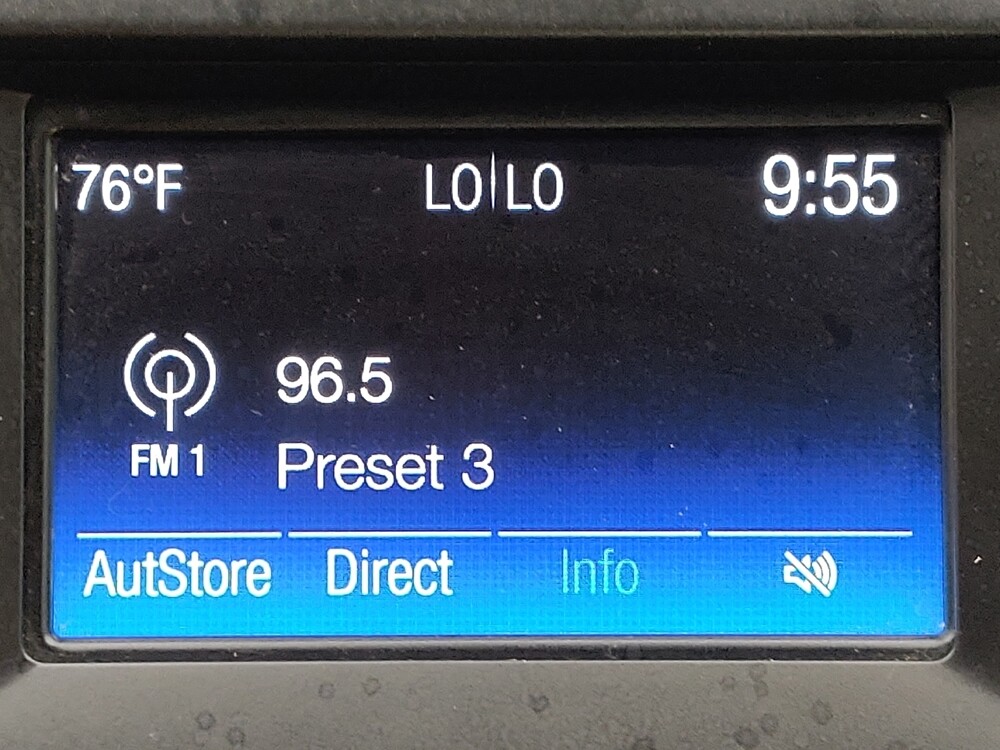 76°F LO|LO 9:55
96.5
FM 1 Preset 3
AutStore Direct Info